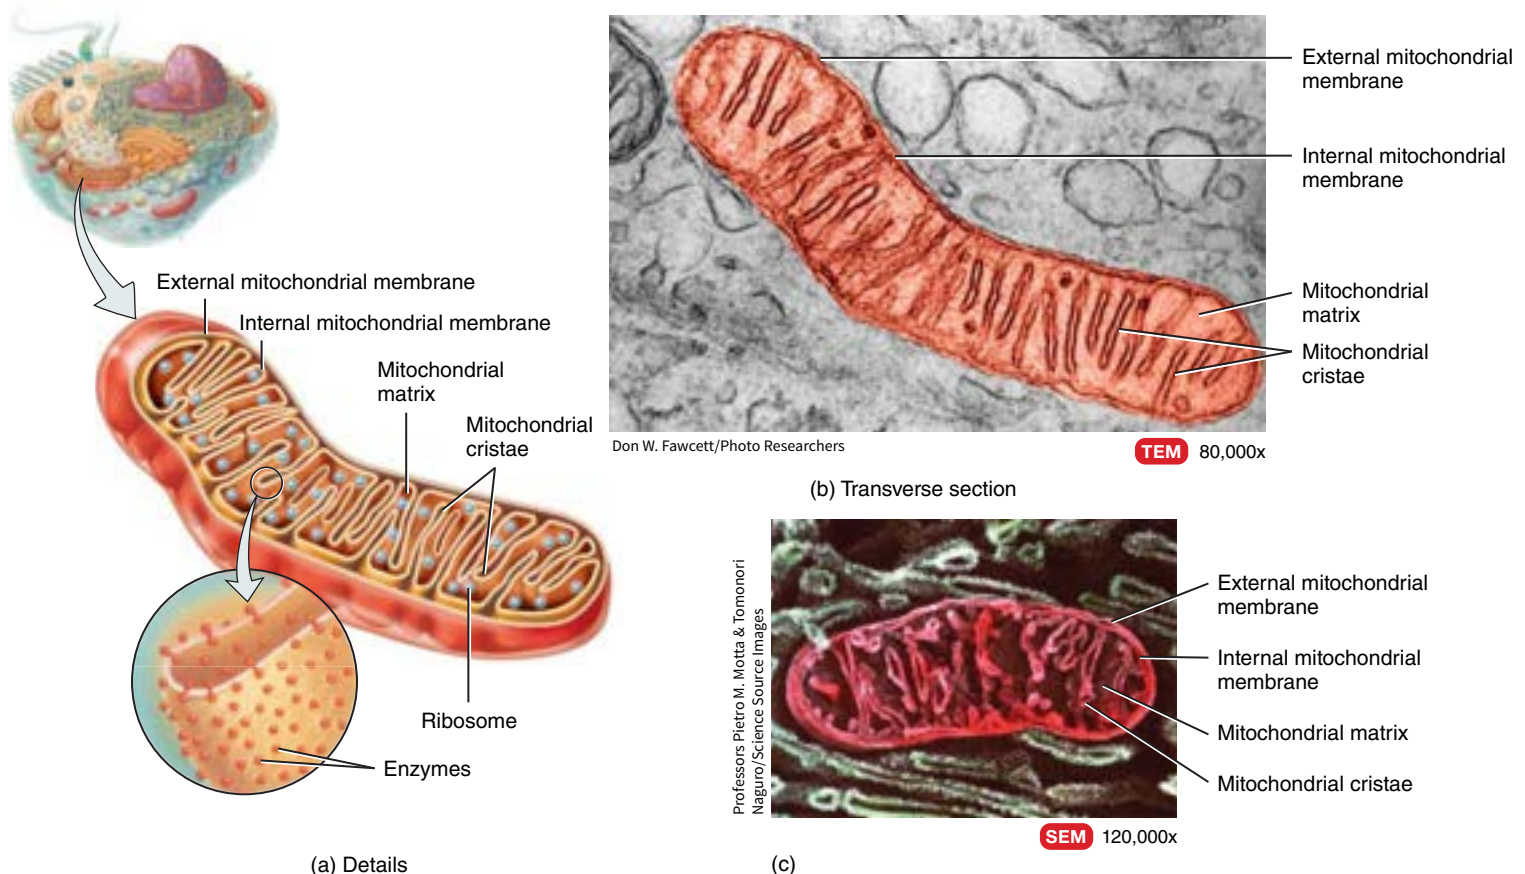 External mitochondrial membrane
Internal mitochondrial membrane
Mitochondrial
matrix
Mitochondrial
cristae
Ribosome
Enzymes
(a) Details
External mitochondrial
membrane
Internal mitochondrial
membrane
Mitochondrial
matrix
Mitochondrial
cristae
Don W. Fawcett/Photo Researchers
TEM 80,000x
(b) Transverse section
Professors Pietro M. Motta & Tomonori
Naguro/Science Source Images
External mitochondrial
membrane
Internal mitochondrial
membrane
Mitochondrial matrix
Mitochondrial cristae
SEM 120,000x
(c)